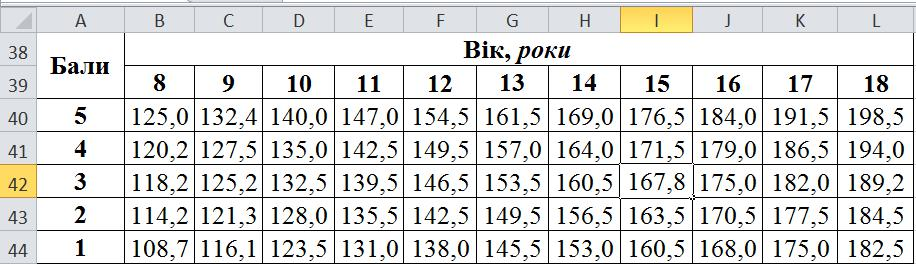 A B C D E F G H I J K L
38 Бали Вік, роки
39 8 9 10 11 12 13 14 15 16 17 18
40 5 125,0 132,4 140,0 147,0 154,5 161,5 169,0 176,5 184,0 191,5 198,5
41 4 120,2 127,5 135,0 142,5 149,5 157,0 164,0 171,5 179,0 186,5 194,0
42 3 118,2 125,2 132,5 139,5 146,5 153,5 160,5 167,8 175,0 182,0 189,2
43 2 114,2 121,3 128,0 135,5 142,5 149,5 156,5 163,5 170,5 177,5 184,5
44 1 108,7 116,1 123,5 131,0 138,0 145,5 153,0 160,5 168,0 175,0 182,5